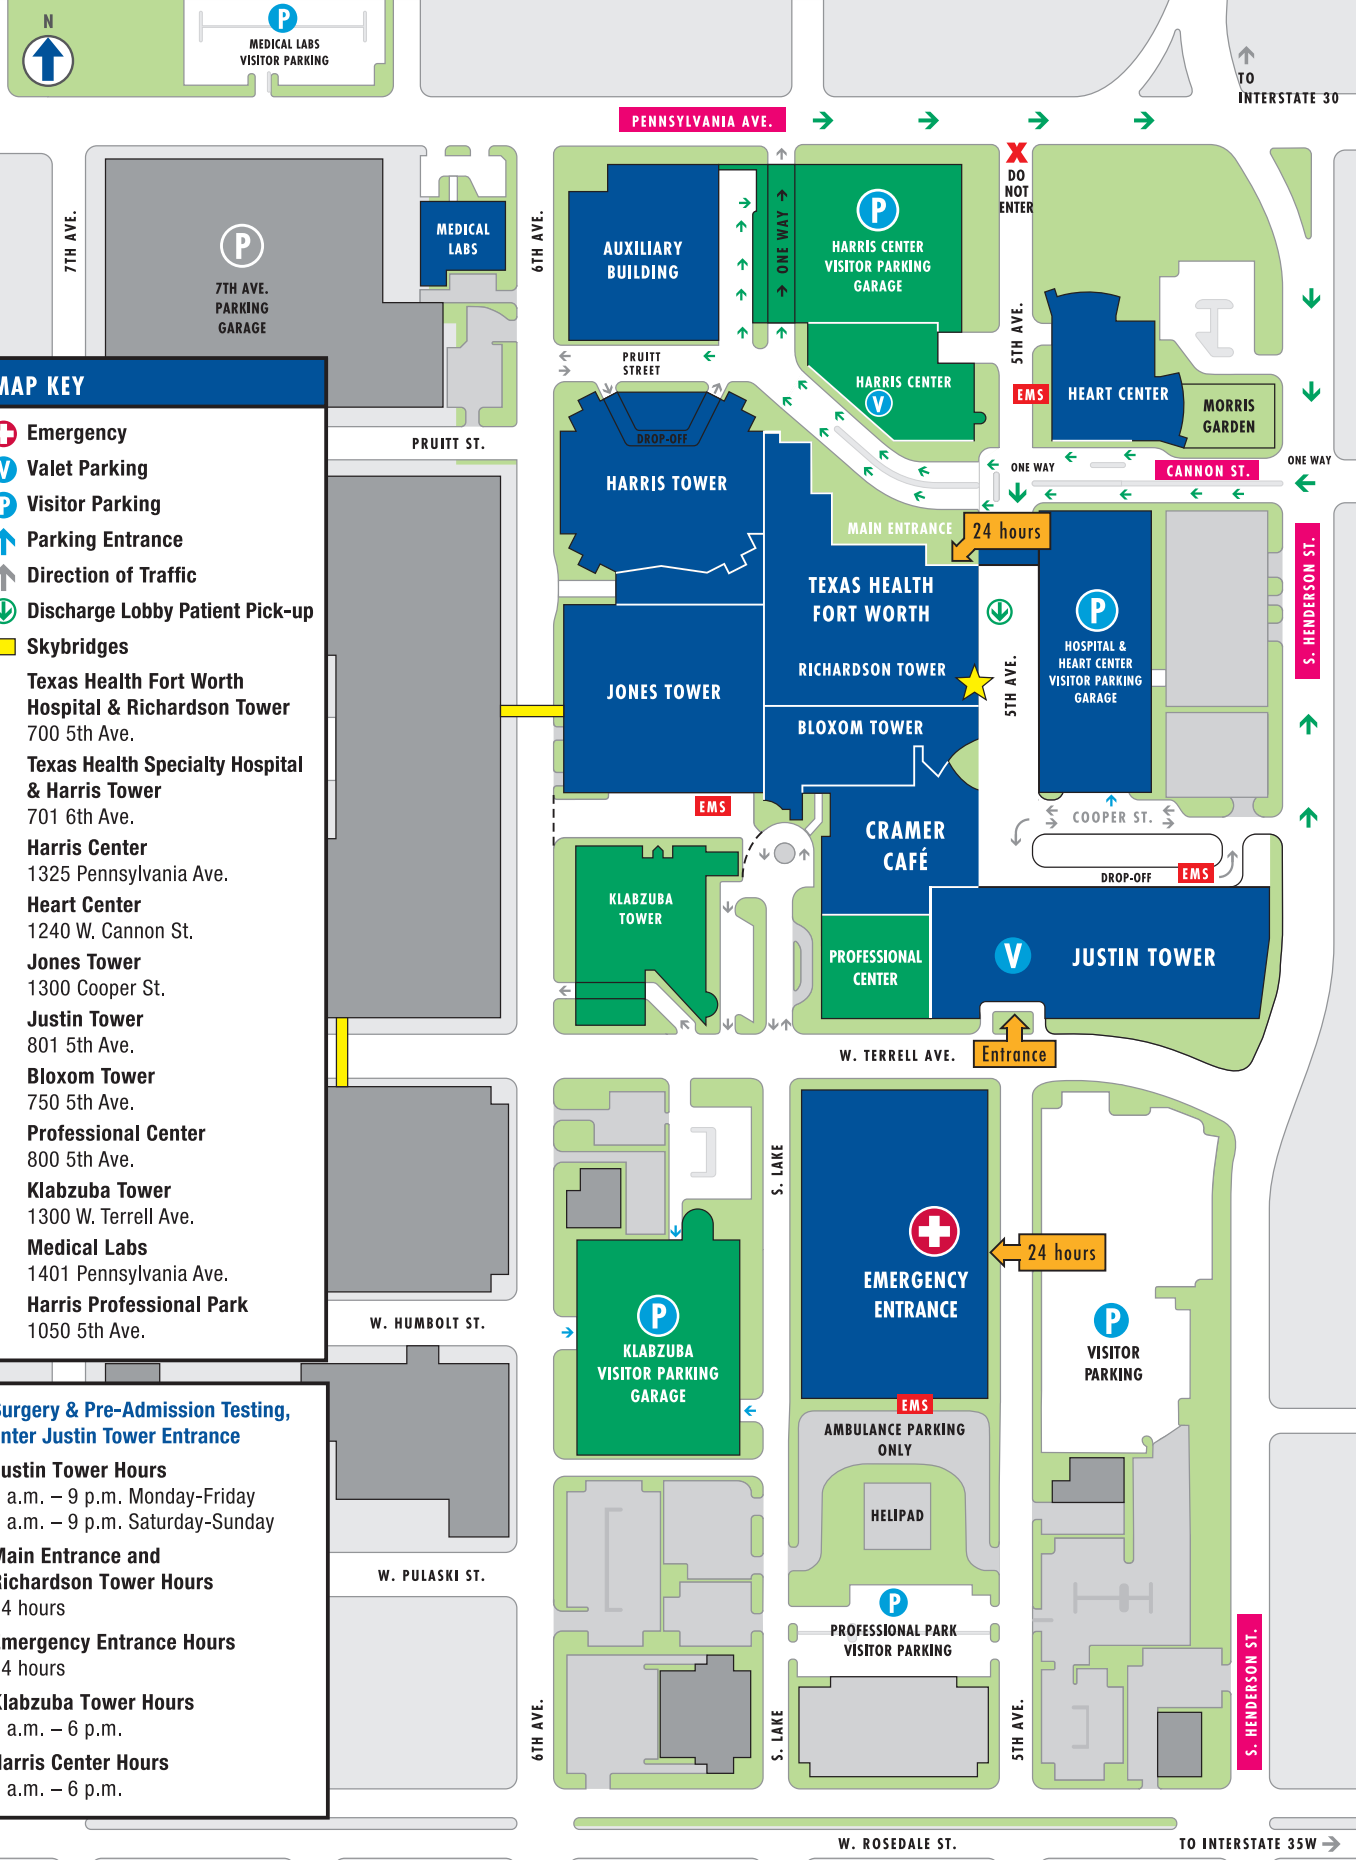 N
P
MEDICAL LABS
VISITOR PARKING
TO
INTERSTATE 30
PENNSYLVANIA AVE.
X
DO
NOT
ENTER
7TH AVE.
P
7TH AVE.
PARKING
GARAGE
MEDICAL
LABS
6TH AVE.
AUXILIARY
BUILDING
ONE WAY
P
HARRIS CENTER
VISITOR PARKING
GARAGE
5TH AVE.
PRUITT
STREET
HARRIS CENTER
V
EMS
HEART CENTER
MORRIS
GARDEN
PRUITT ST.
DROP-OFF
HARRIS TOWER
ONE WAY
CANNON ST.
ONE WAY
MAIN ENTRANCE
24 hours
TEXAS HEALTH
FORT WORTH
RICHARDSON TOWER
5TH AVE.
P
HOSPITAL &
HEART CENTER
VISITOR PARKING
GARAGE
S. HENDERSON ST.
JONES TOWER
BLOXOM TOWER
EMS
CRAMER
CAFÉ
COOPER ST.
DROP-OFF
EMS
KLABZUBA
TOWER
PROFESSIONAL
CENTER
V
JUSTIN TOWER
W. TERRELL AVE.
Entrance
S. LAKE
EMERGENCY
ENTRANCE
24 hours
P
VISITOR
PARKING
W. HUMBOLT ST.
P
KLABZUBA
VISITOR PARKING
GARAGE
EMS
AMBULANCE PARKING
ONLY
HELIPAD
W. PULASKI ST.
P
PROFESSIONAL PARK
VISITOR PARKING
6TH AVE.
S. LAKE
5TH AVE.
S. HENDERSON ST.
W. ROSEDALE ST.
TO INTERSTATE 35W
MAP KEY
Emergency
V Valet Parking
P Visitor Parking
Parking Entrance
Direction of Traffic
Discharge Lobby Patient Pick-up
Skybridges
Texas Health Fort Worth
Hospital & Richardson Tower
700 5th Ave.
Texas Health Specialty Hospital
& Harris Tower
701 6th Ave.
Harris Center
1325 Pennsylvania Ave.
Heart Center
1240 W. Cannon St.
Jones Tower
1300 Cooper St.
Justin Tower
801 5th Ave.
Bloxom Tower
750 5th Ave.
Professional Center
800 5th Ave.
Klabzuba Tower
1300 W. Terrell Ave.
Medical Labs
1401 Pennsylvania Ave.
Harris Professional Park
1050 5th Ave.
Surgery & Pre-Admission Testing,
Enter Justin Tower Entrance
Justin Tower Hours
a.m. – 9 p.m. Monday-Friday
a.m. – 9 p.m. Saturday-Sunday
Main Entrance and
Richardson Tower Hours
4 hours
Emergency Entrance Hours
4 hours
Klabzuba Tower Hours
a.m. – 6 p.m.
Harris Center Hours
a.m. – 6 p.m.